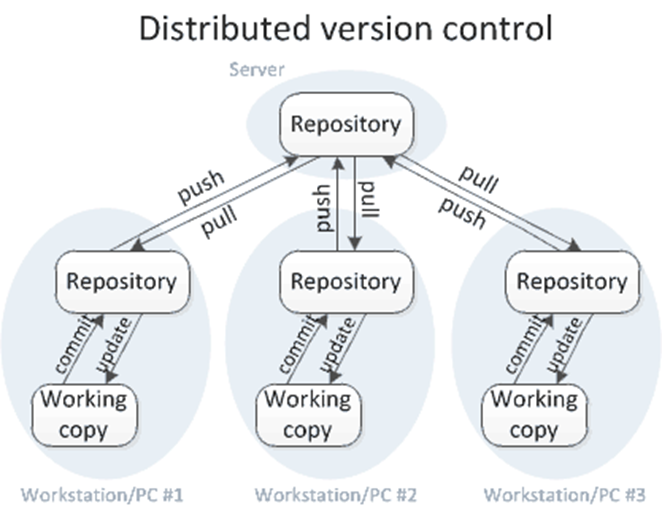 Distributed version control
Server
Repository
push
pull
push
pull
pull
push
Repository
Repository
Repository
commit
update
commit
update
commit
update
Working
copy
Working
copy
Working
copy
Workstation/PC #1
Workstation/PC #2
Workstation/PC #3